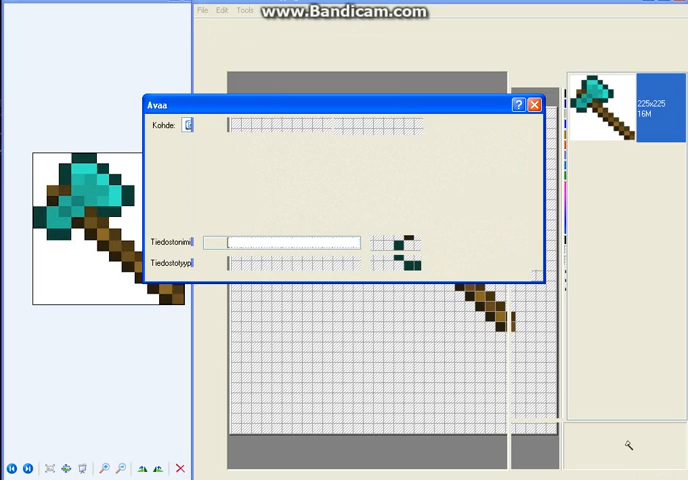 File Edit Tools
www.Bandicam.com
Avaa
Kohde:
225x225
16M
Tiedostonimi
Tiedostotyyp